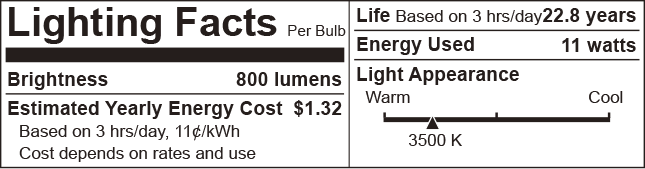 Lighting Facts Per Bulb
Brightness 800 lumens
Estimated Yearly Energy Cost $1.32
Based on 3 hrs/day, 11¢/kWh
Cost depends on rates and use
Life Based on 3 hrs/day 22.8 years
Energy Used 11 watts
Light Appearance
Warm Cool
3500 K